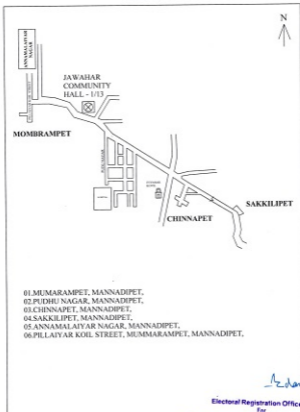 N
ANNAMALAIYAR
NAGAR
JAWAHAR
COMMUNITY
HALL - 1/13
MOMBRAMPET
SAKKILIPET
CHINNAPET
01.MUMARAMPET, MANNADIPET,
02.PUDHU NAGAR, MANNADIPET,
03.CHINNAPET, MANNADIPET,
04.SAKKILIPET, MANNADIPET,
05.ANNAMALAIYAR NAGAR, MANNADIPET,
06.PILLAIYAR KOIL STREET, MUMMARAMPET, MANNADIPET,
Electoral Registration Office
For